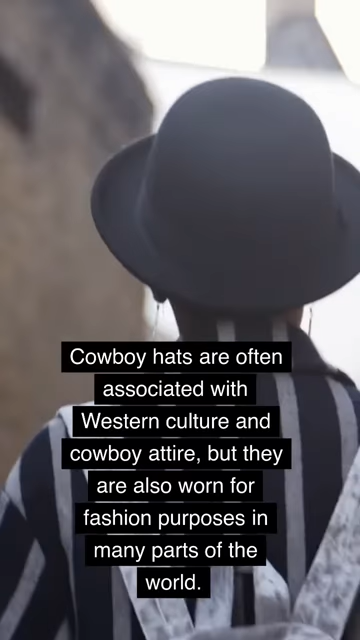 Cowboy hats are often
associated with
Western culture and
cowboy attire, but they
are also worn for
fashion purposes in
many parts of the
world.